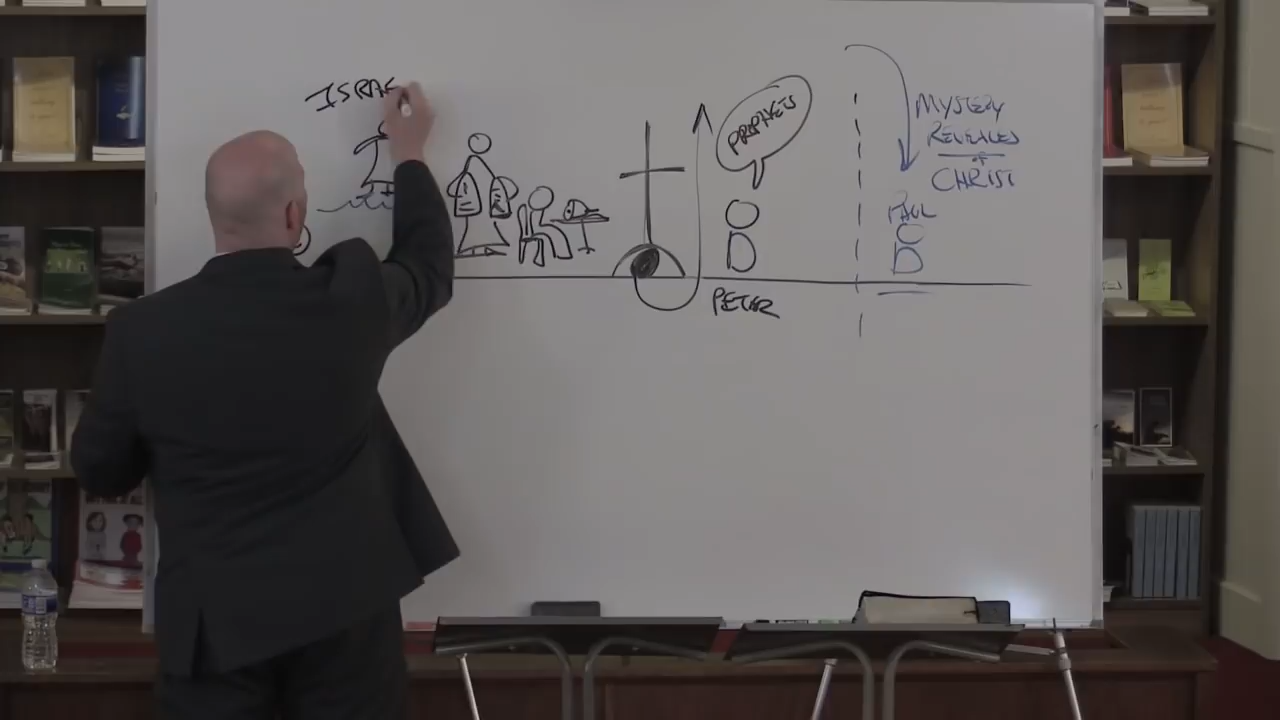 ISRAE
PROPHETS
MYSTERY
REVEALED
of
CHRIST
PAUL
PETER